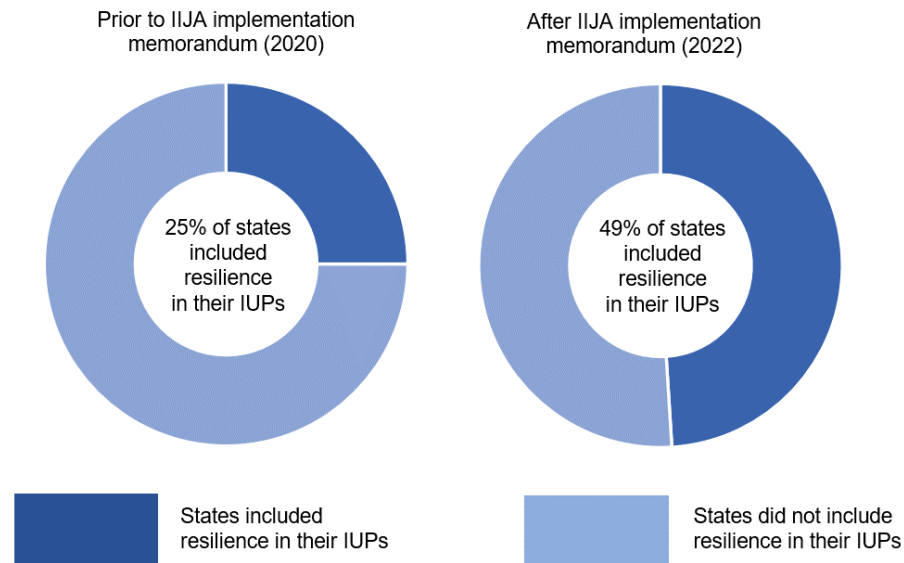 Prior to IIJA implementation
memorandum (2020)
After IIJA implementation
memorandum (2022)
25% of states
included
resilience
in their IUPs
49% of states
included
resilience
in their IUPs
States included
resilience in their IUPs
States did not include
resilience in their IUPs